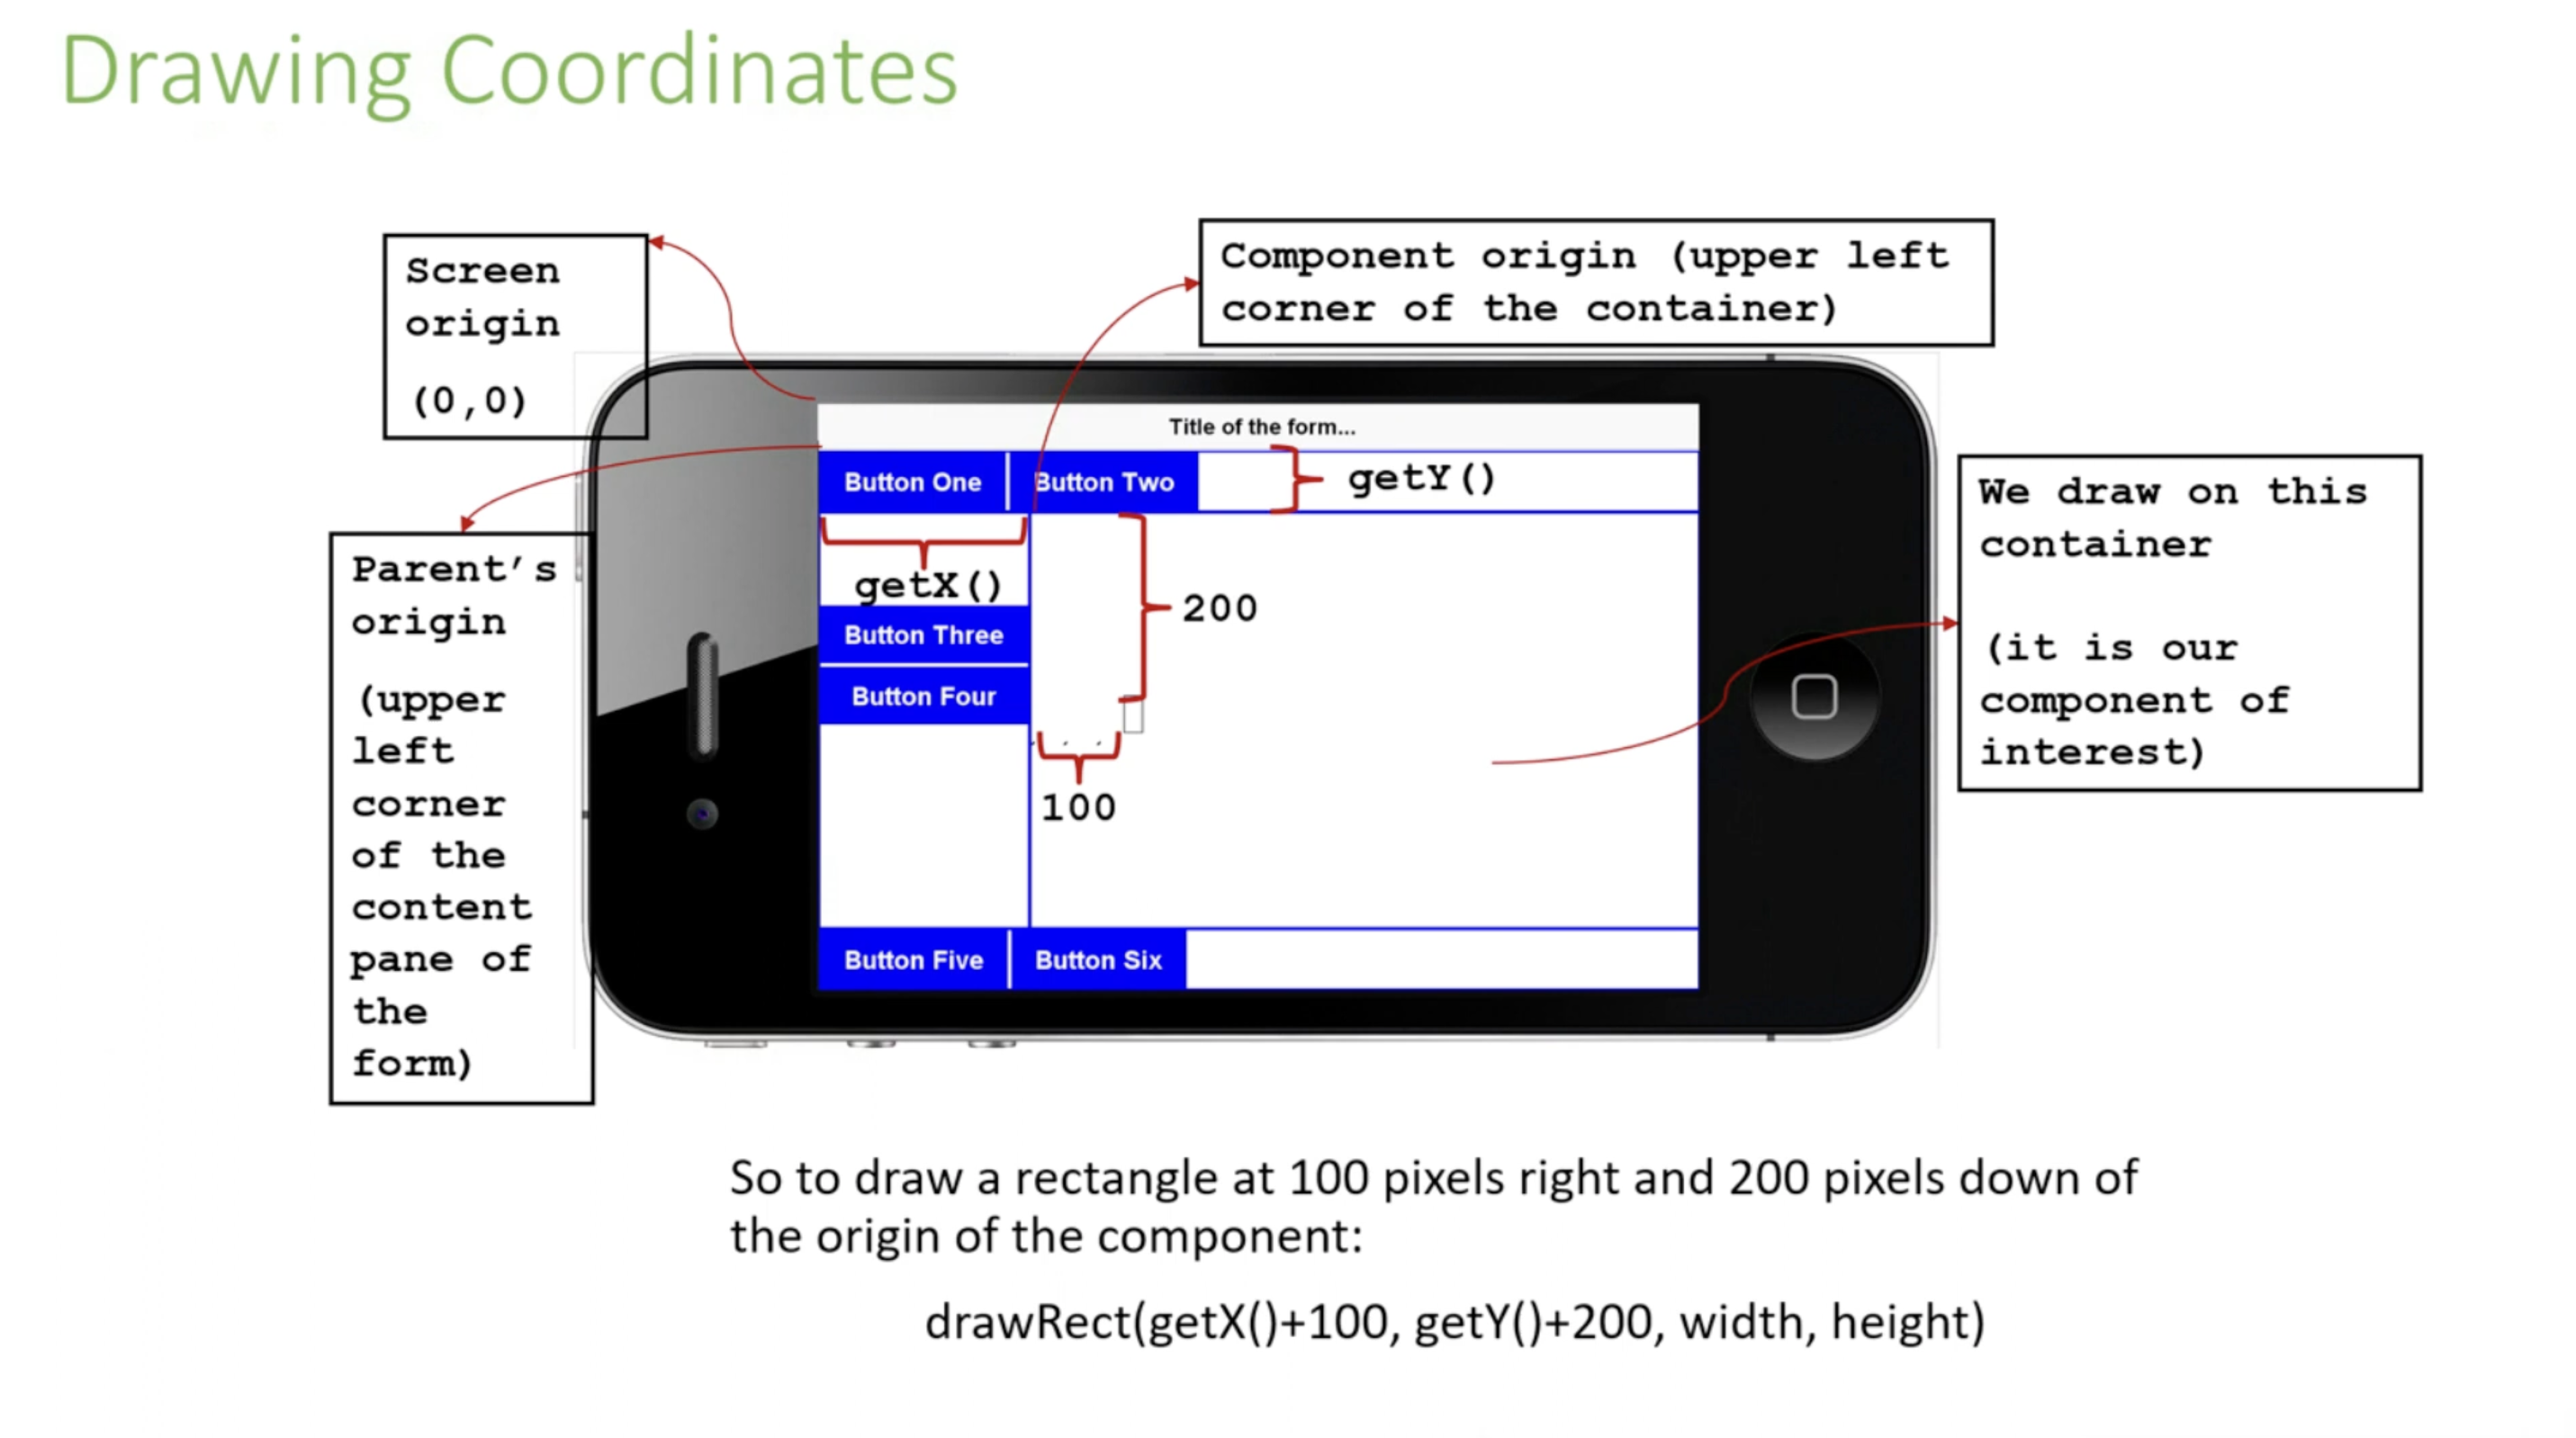 Drawing Coordinates
Screen
origin
(0,0)
Component origin (upper left
corner of the container)
Title of the form...
Button One
Button Two
getY()
We draw on this
container
(it is our
component of
interest)
Parent’s
origin
(upper
left
corner
of the
content
pane of
the
form)
getX()
200
Button Three
Button Four
100
Button Five
Button Six
So to draw a rectangle at 100 pixels right and 200 pixels down of
the origin of the component:
drawRect(getX()+100, getY()+200, width, height)